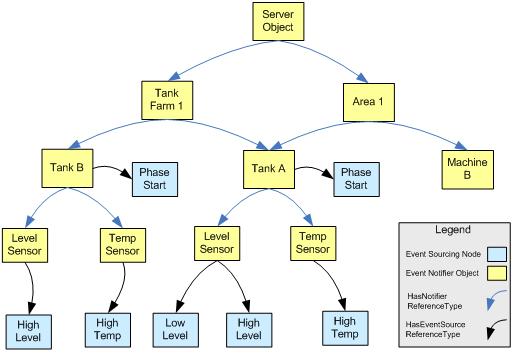 Server
Object
Tank
Farm 1
Area 1
Tank B
Phase
Start
Tank A
Phase
Start
Machine
B
Level
Sensor
Temp
Sensor
Level
Sensor
Temp
Sensor
High
Level
High
Temp
Low
Level
High
Level
High
Temp
Legend
Event Sourcing Node
Event Notifier Object
HasNotifier
ReferenceType
HasEventSource
ReferenceType